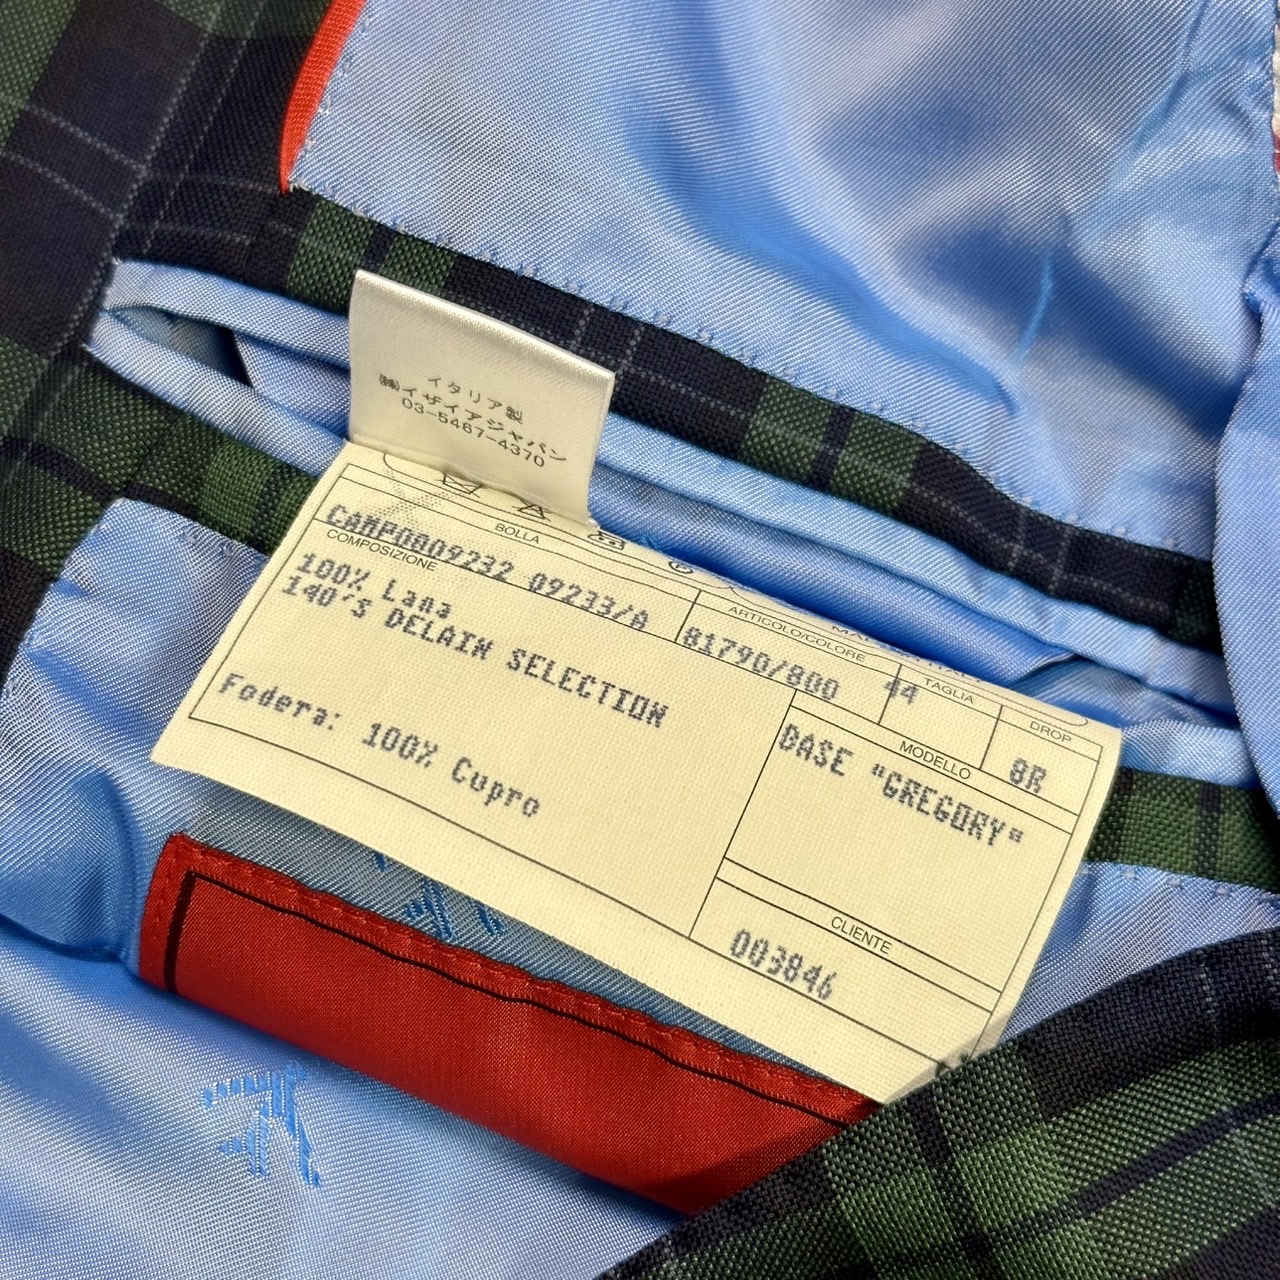 イタリア製
㈱イザイアジャパン
03-5467-4370
BOLLA
CAMP0009232 09233/A
ARTICOLO/COLORE
81790/800
TAGLIA
44
DROP
8R
COMPOSIZIONE
100% Lana
140'S DELAIN SELECTION
Fodera: 100% Cupro
MODELLO
BASE "GREGORY"
CLIENTE
003846